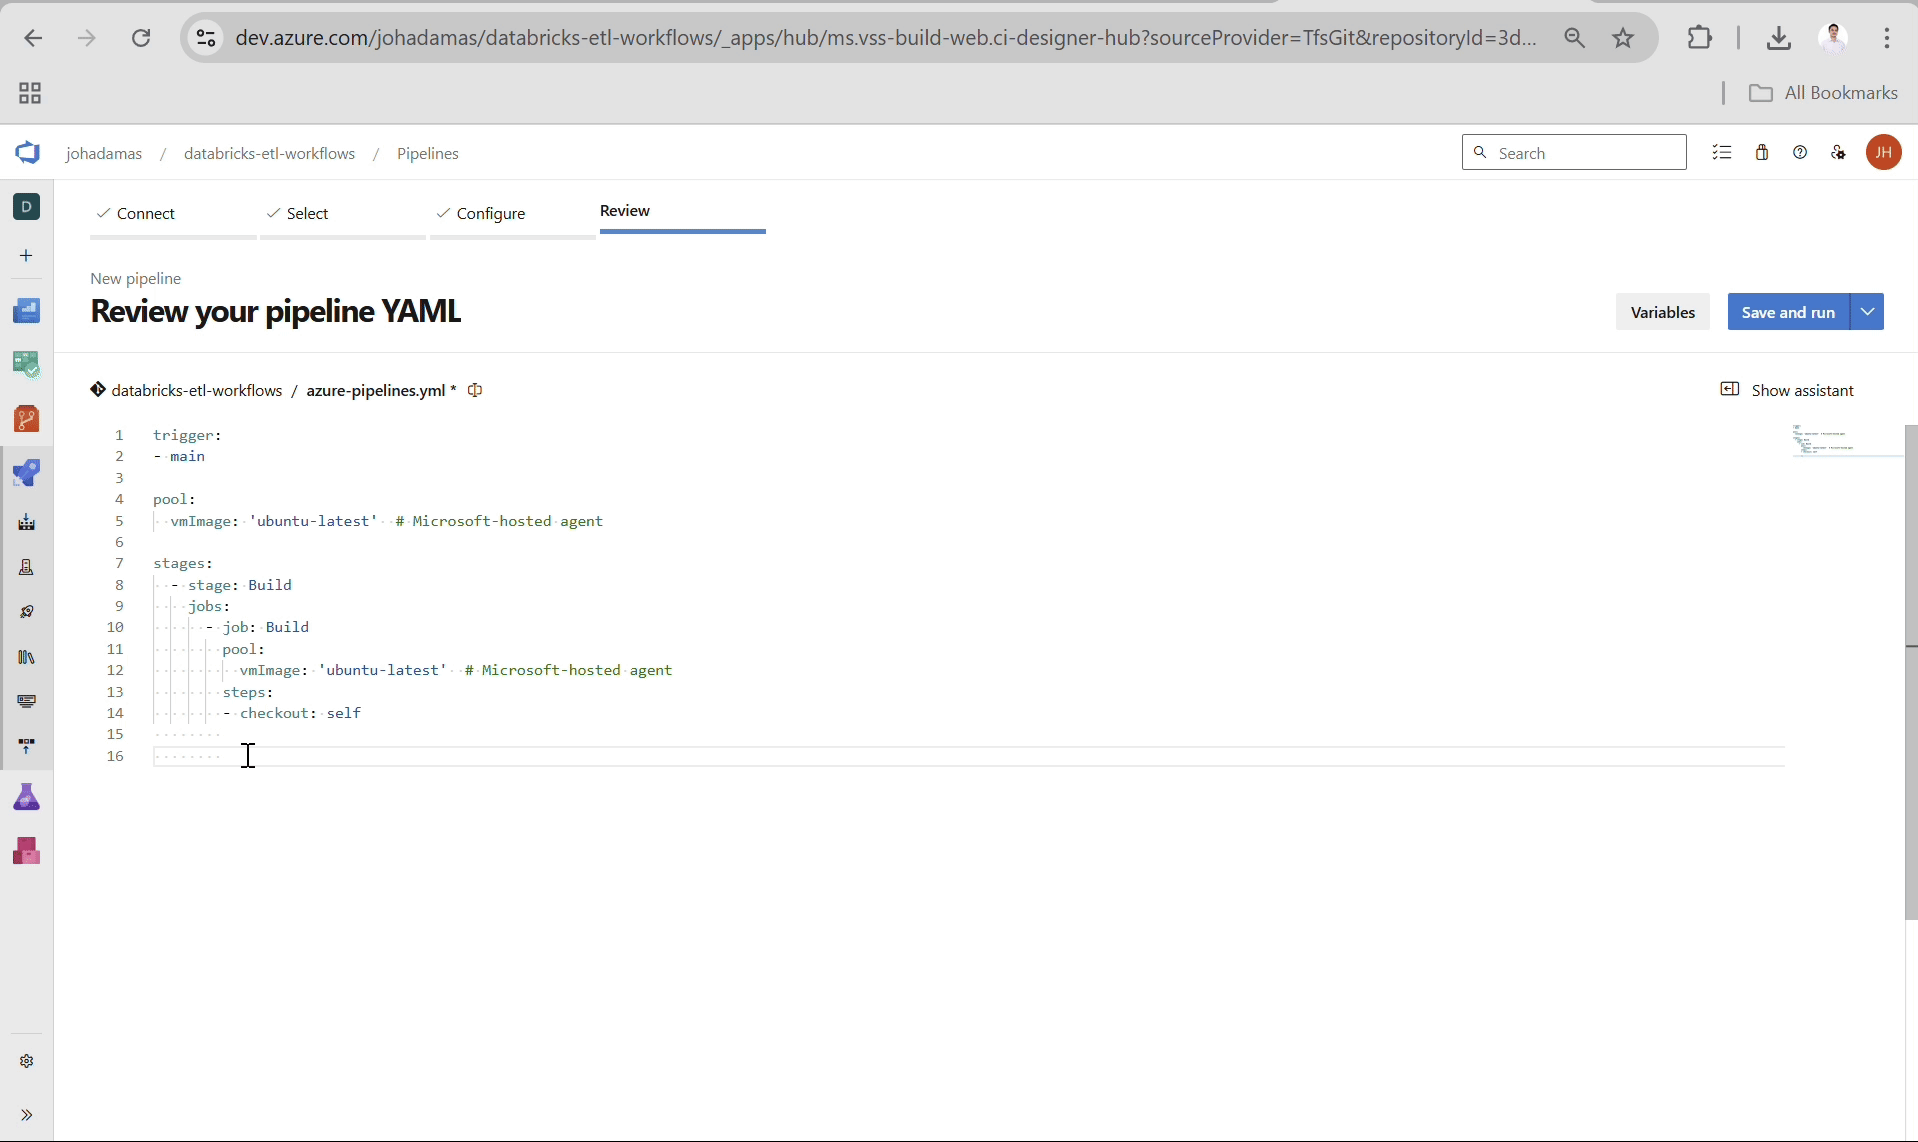 dev.azure.com/johadamas/databricks-etl-workflows/_apps/hub/ms.vss-build-web.ci-designer-hub?sourceProvider=TfsGit&repositoryId=3d...
All Bookmarks
johadamas / databricks-etl-workflows / Pipelines
Search
JH
D
Connect
Select
Configure
Review
New pipeline
Review your pipeline YAML
Variables
Save and run
databricks-etl-workflows / azure-pipelines.yml *
Show assistant
1 trigger:
2 - main
3
4 pool:
5   vmImage: 'ubuntu-latest'  # Microsoft-hosted agent
6
7 stages:
8   - stage: Build
9     jobs:
10       - job: Build
11         pool:
12           vmImage: 'ubuntu-latest'  # Microsoft-hosted agent
13         steps:
14         - checkout: self
15
16